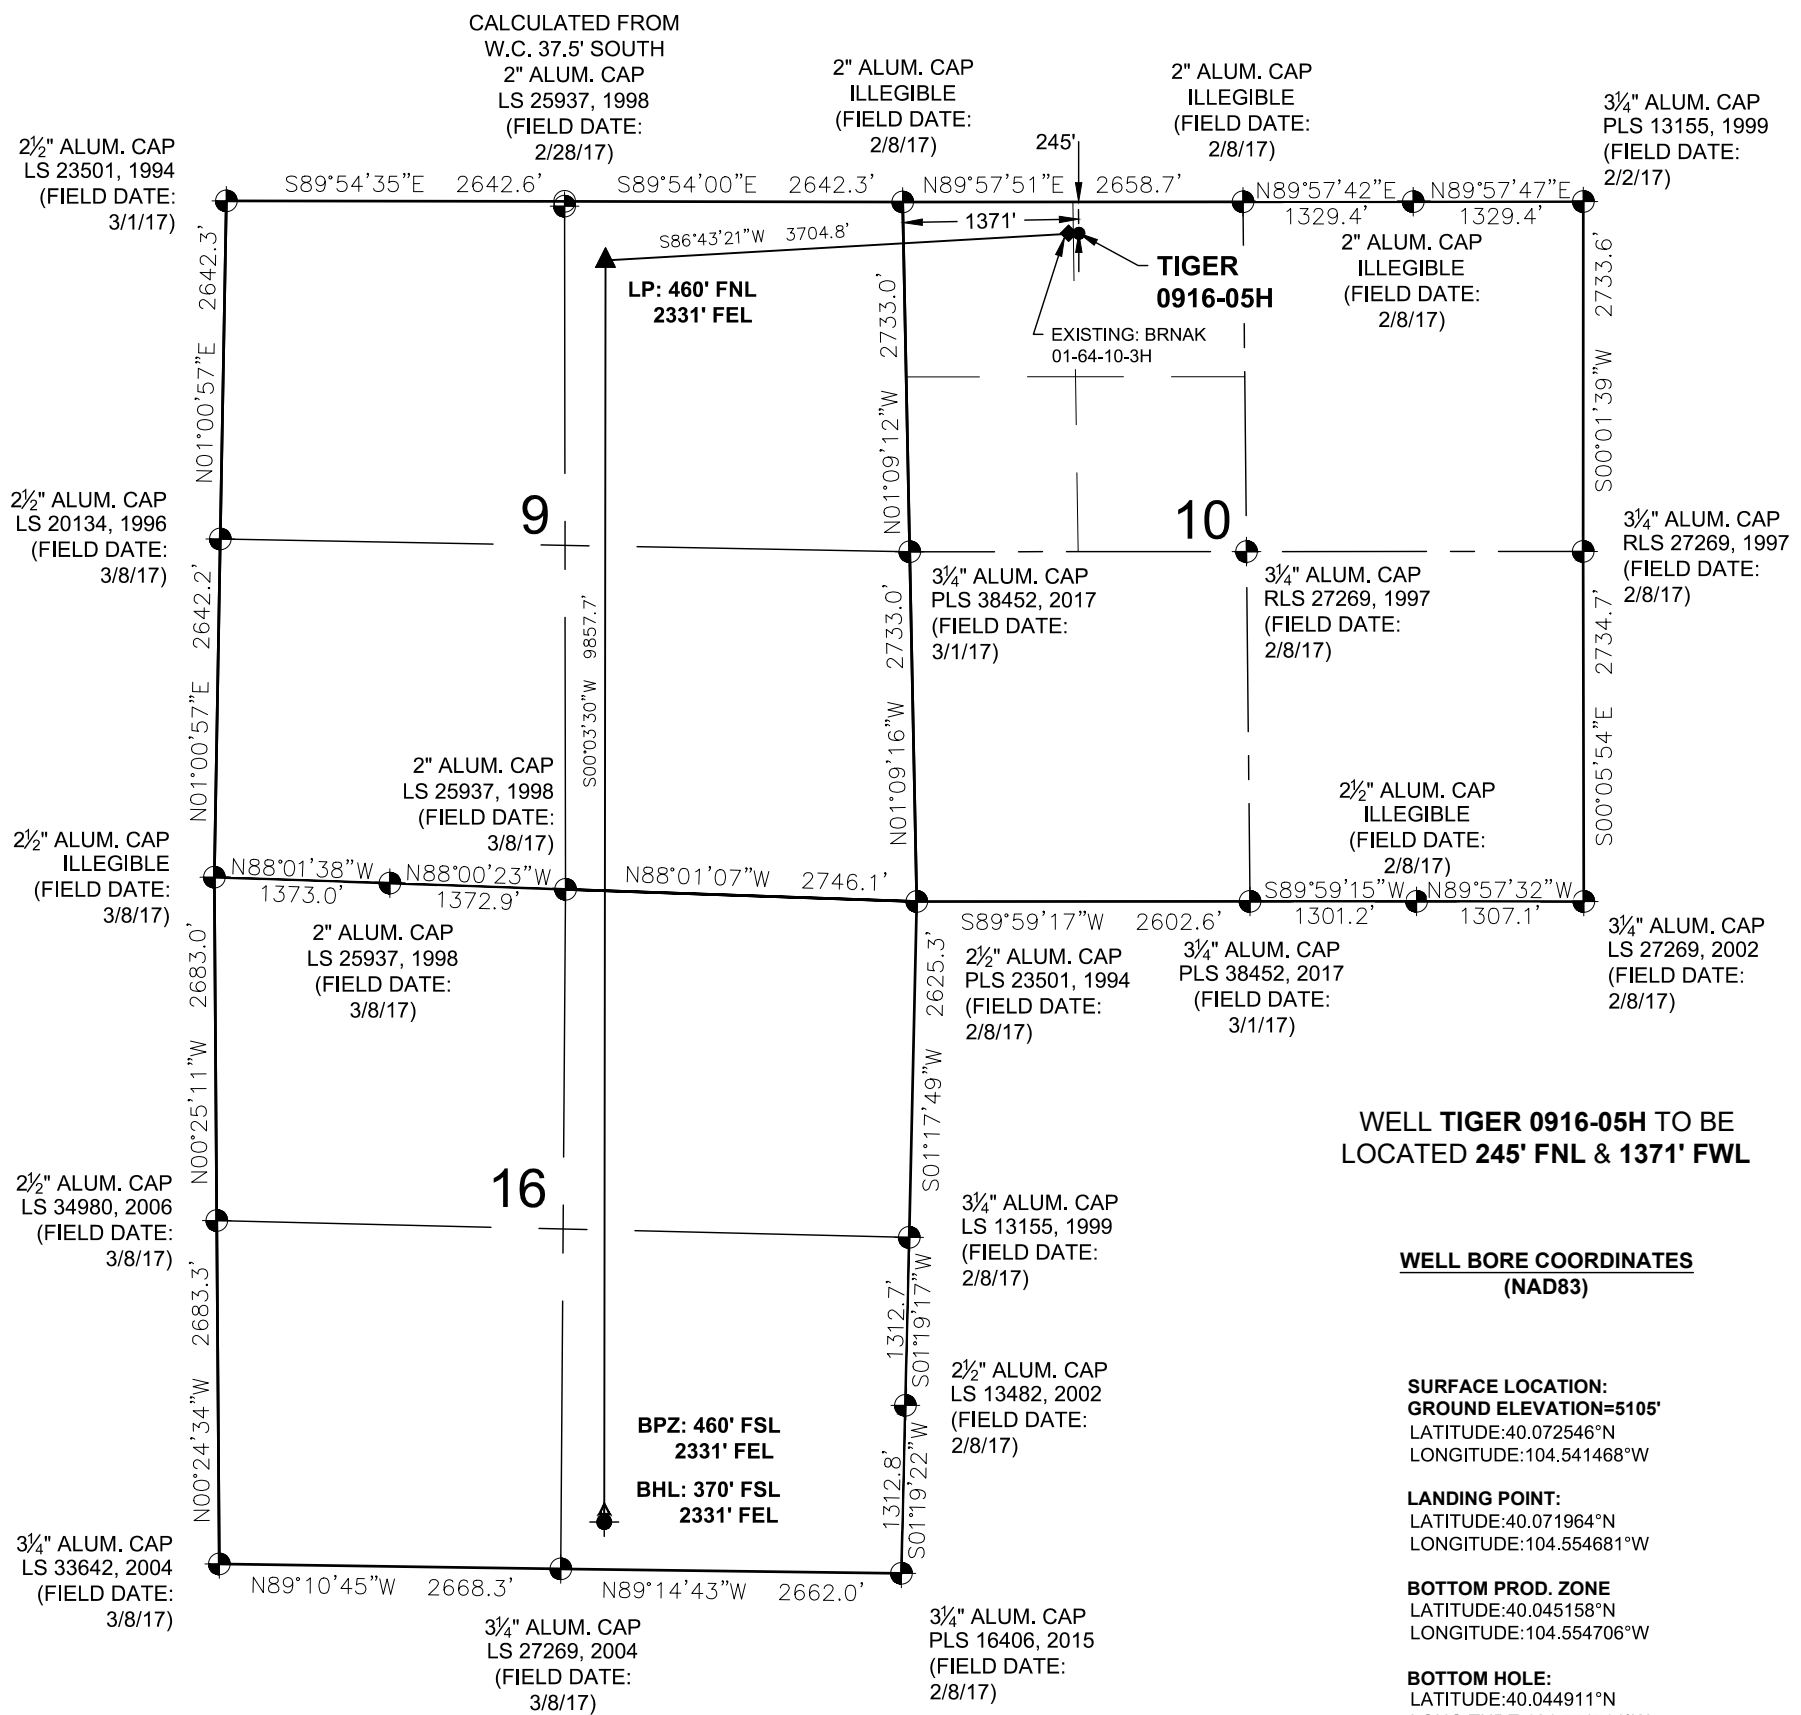 CALCULATED FROM
W.C. 37.5' SOUTH
2" ALUM. CAP
LS 25937, 1998
(FIELD DATE:
2/28/17)
2" ALUM. CAP
ILLEGIBLE
(FIELD DATE:
2/8/17)
2" ALUM. CAP
ILLEGIBLE
(FIELD DATE:
2/8/17)
3¼" ALUM. CAP
PLS 13155, 1999
(FIELD DATE:
2/2/17)
2½" ALUM. CAP
LS 23501, 1994
(FIELD DATE:
3/1/17)
245'
S89°54'35"E 2642.6'
S89°54'00"E 2642.3'
N89°57'51"E 2658.7'
N89°57'42"E
1329.4'
N89°57'47"E
1329.4'
1371'
S86°43'21"W 3704.8'
2" ALUM. CAP
ILLEGIBLE
(FIELD DATE:
2/8/17)
TIGER
0916-05H
LP: 460' FNL
2331' FEL
EXISTING: BRNAK
01-64-10-3H
N01°00'57"E 2642.3'
N01°09'12"W 2733.0'
S00°01'39"W 2733.6'
9
10
2½" ALUM. CAP
LS 20134, 1996
(FIELD DATE:
3/8/17)
3¼" ALUM. CAP
PLS 38452, 2017
(FIELD DATE:
3/1/17)
3¼" ALUM. CAP
RLS 27269, 1997
(FIELD DATE:
2/8/17)
3¼" ALUM. CAP
RLS 27269, 1997
(FIELD DATE:
2/8/17)
N01°00'57"E 2642.2'
S00°03'30"W 9857.7'
N01°09'16"W 2733.0'
S00°05'54"E 2734.7'
2" ALUM. CAP
LS 25937, 1998
(FIELD DATE:
3/8/17)
2½" ALUM. CAP
ILLEGIBLE
(FIELD DATE:
2/8/17)
2½" ALUM. CAP
ILLEGIBLE
(FIELD DATE:
3/8/17)
N88°01'38"W
1373.0'
N88°00'23"W
1372.9'
N88°01'07"W 2746.1'
S89°59'17"W 2602.6'
S89°59'15"W
1301.2'
N89°57'32"W
1307.1'
2" ALUM. CAP
LS 25937, 1998
(FIELD DATE:
3/8/17)
2½" ALUM. CAP
PLS 23501, 1994
(FIELD DATE:
2/8/17)
3¼" ALUM. CAP
PLS 38452, 2017
(FIELD DATE:
3/1/17)
3¼" ALUM. CAP
LS 27269, 2002
(FIELD DATE:
2/8/17)
N00°25'11"W 2683.0'
S01°17'49"W 2625.3'
WELL TIGER 0916-05H TO BE
LOCATED 245' FNL & 1371' FWL
16
2½" ALUM. CAP
LS 34980, 2006
(FIELD DATE:
3/8/17)
3¼" ALUM. CAP
LS 13155, 1999
(FIELD DATE:
2/8/17)
N00°24'34"W 2683.3'
1312.7'
S01°19'17"W
2½" ALUM. CAP
LS 13482, 2002
(FIELD DATE:
2/8/17)
1312.8'
S01°19'22"W
BPZ: 460' FSL
2331' FEL
BHL: 370' FSL
2331' FEL
3¼" ALUM. CAP
LS 33642, 2004
(FIELD DATE:
3/8/17)
N89°10'45"W 2668.3'
N89°14'43"W 2662.0'
3¼" ALUM. CAP
LS 27269, 2004
(FIELD DATE:
3/8/17)
3¼" ALUM. CAP
PLS 16406, 2015
(FIELD DATE:
2/8/17)
WELL BORE COORDINATES
(NAD83)
SURFACE LOCATION:
GROUND ELEVATION=5105'
LATITUDE:40.072546°N
LONGITUDE:104.541468°W
LANDING POINT:
LATITUDE:40.071964°N
LONGITUDE:104.554681°W
BOTTOM PROD. ZONE
LATITUDE:40.045158°N
LONGITUDE:104.554706°W
BOTTOM HOLE:
LATITUDE:40.044911°N